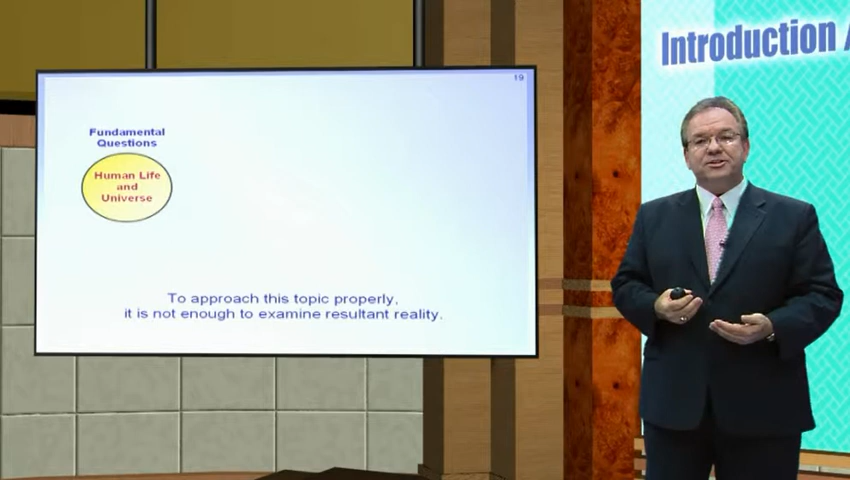 19
Introduction
Fundamental
Questions
Human Life
and
Universe
To approach this topic properly,
it is not enough to examine resultant reality.